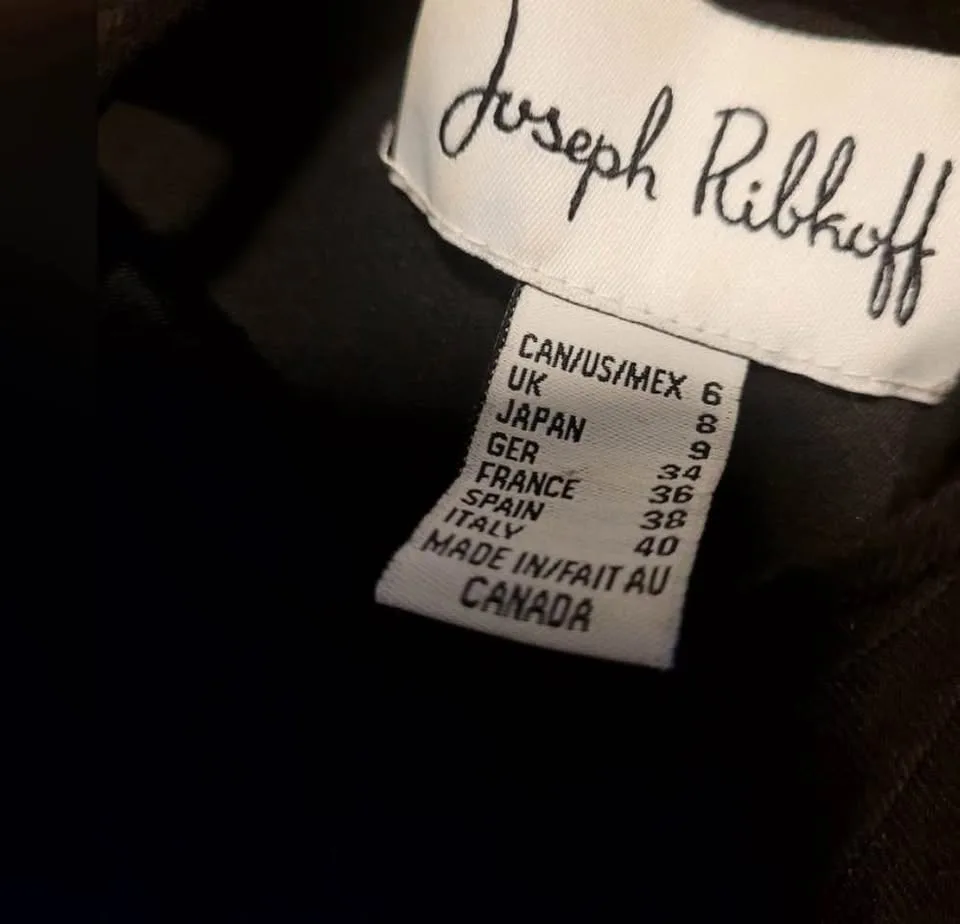 Joseph Ribkoff
CAN/US/MEX 6
UK 8
JAPAN 9
GER 34
FRANCE 36
SPAIN 38
ITALY 40
MADE IN/FAIT AU
CANADA